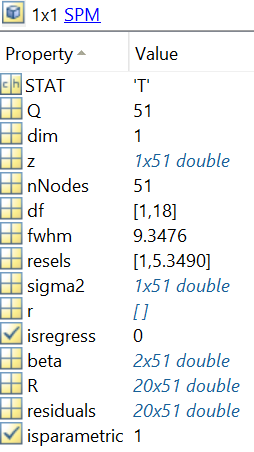 1x1 SPM
Property Value
ch STAT 'T'
Q 51
dim 1
z 1x51 double
nNodes 51
df [1,18]
fwhm 9.3476
resels [1,5.3490]
sigma2 1x51 double
r []
isregress 0
beta 2x51 double
R 20x51 double
residuals 20x51 double
isparametric 1